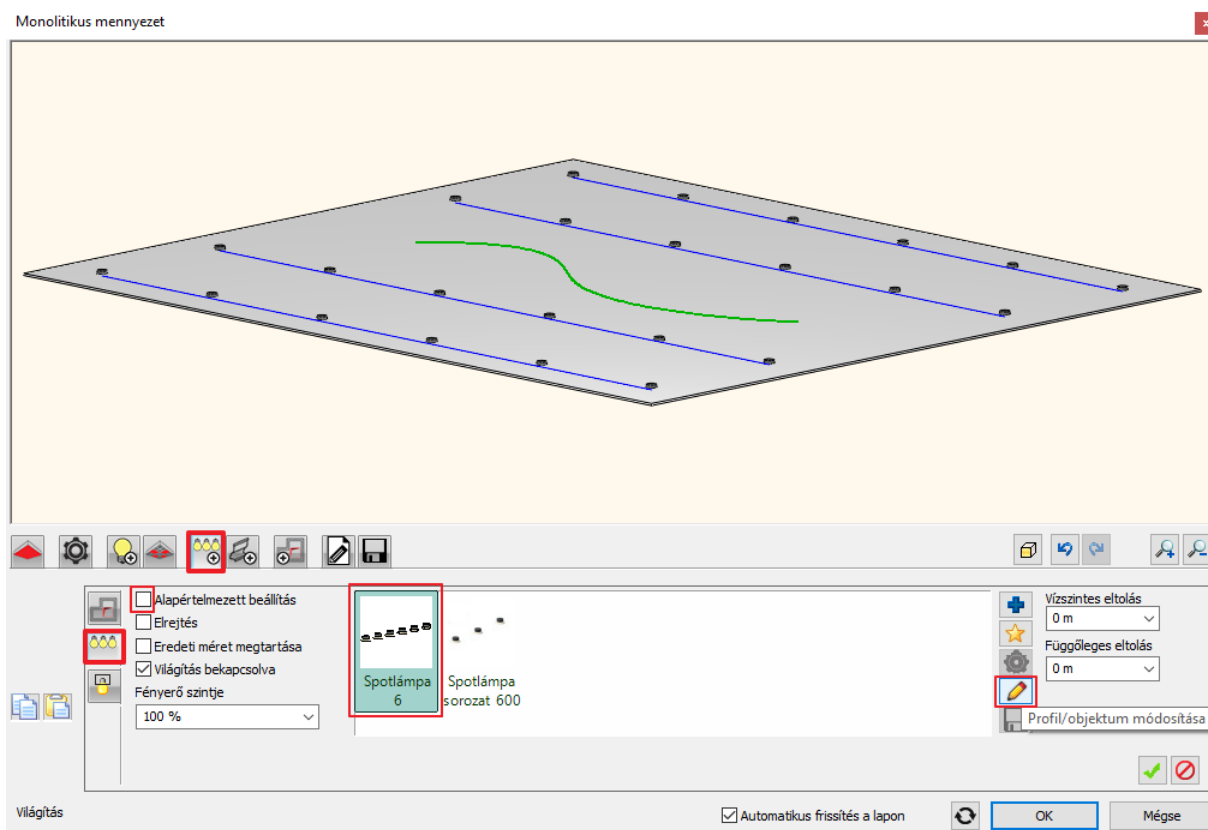 Monolitikus mennyezet
Alapértelmezett beállítás
Elrejtés
Eredeti méret megtartása
Világítás bekapcsolva
Fényerő szintje
100 %
Spotlámpa
6
Spotlámpa
sorozat 600
Vízszintes eltolás
0 m
Függőleges eltolás
0 m
Profil/objektum módosítása
Világítás
Automatikus frissítés a lapon
OK
Mégse